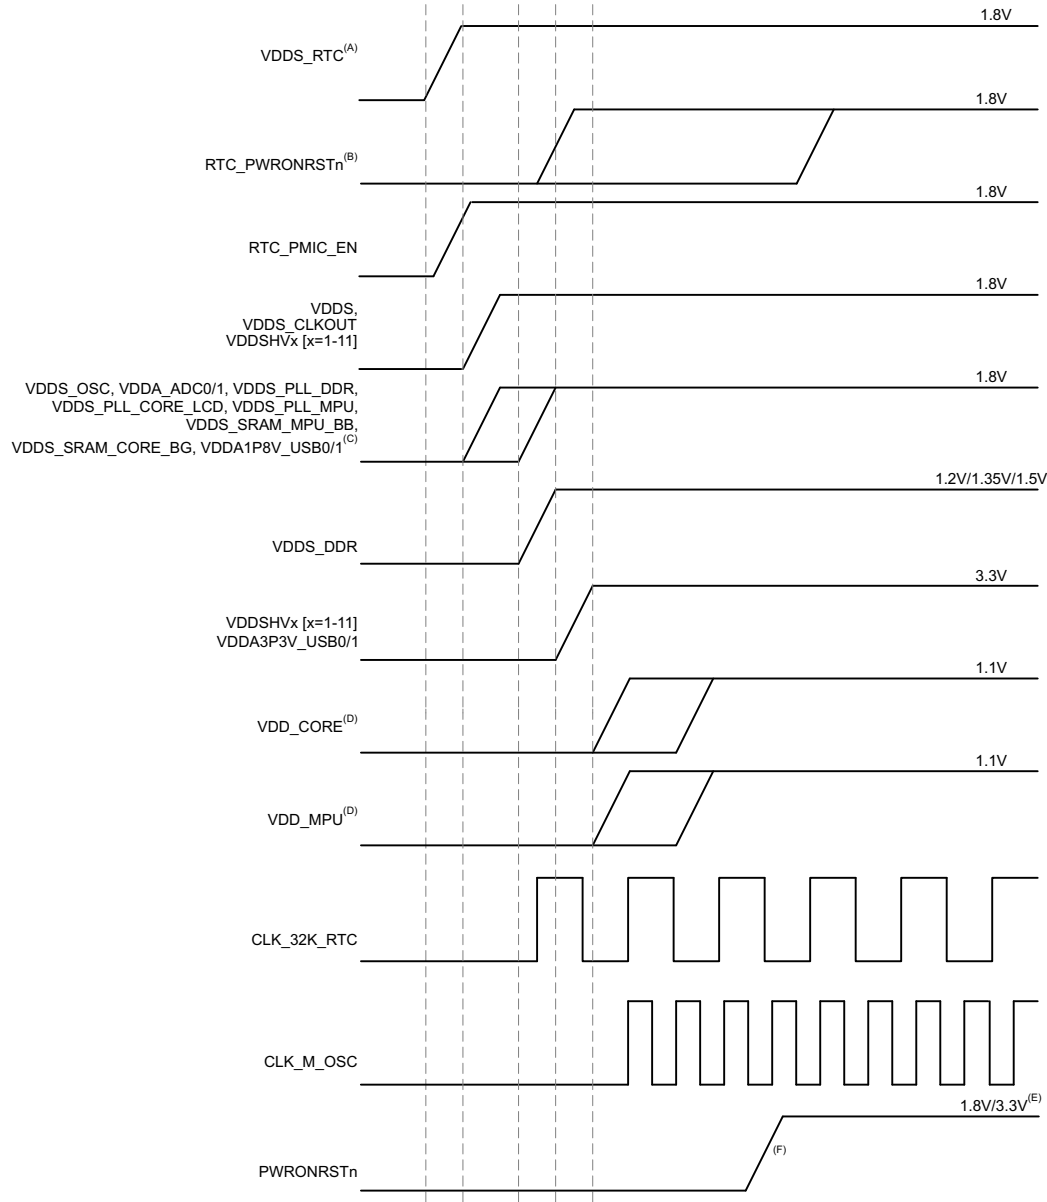 1.8V
VDDS_RTC(A)
1.8V
RTC_PWRONRSTn(B)
1.8V
RTC_PMIC_EN
1.8V
VDDS,
VDDS_CLKOUT
VDDSHVx [x=1-11]
1.8V
VDDS_OSC, VDDA_ADC0/1, VDDS_PLL_DDR,
VDDS_PLL_CORE_LCD, VDDS_PLL_MPU,
VDDS_SRAM_MPU_BB,
VDDS_SRAM_CORE_BG, VDDA1P8V_USB0/1(C)
1.2V/1.35V/1.5V
VDDS_DDR
3.3V
VDDSHVx [x=1-11]
VDDA3P3V_USB0/1
1.1V
VDD_CORE(D)
1.1V
VDD_MPU(D)
CLK_32K_RTC
CLK_M_OSC
1.8V/3.3V(E)
(F)
PWRONRSTn